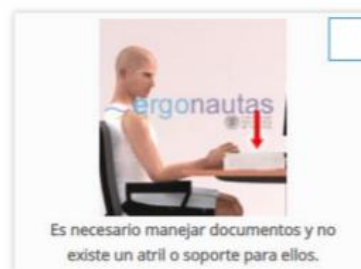 ergonautas
Es necesario manejar documentos y no
existe un atril o soporte para ellos.